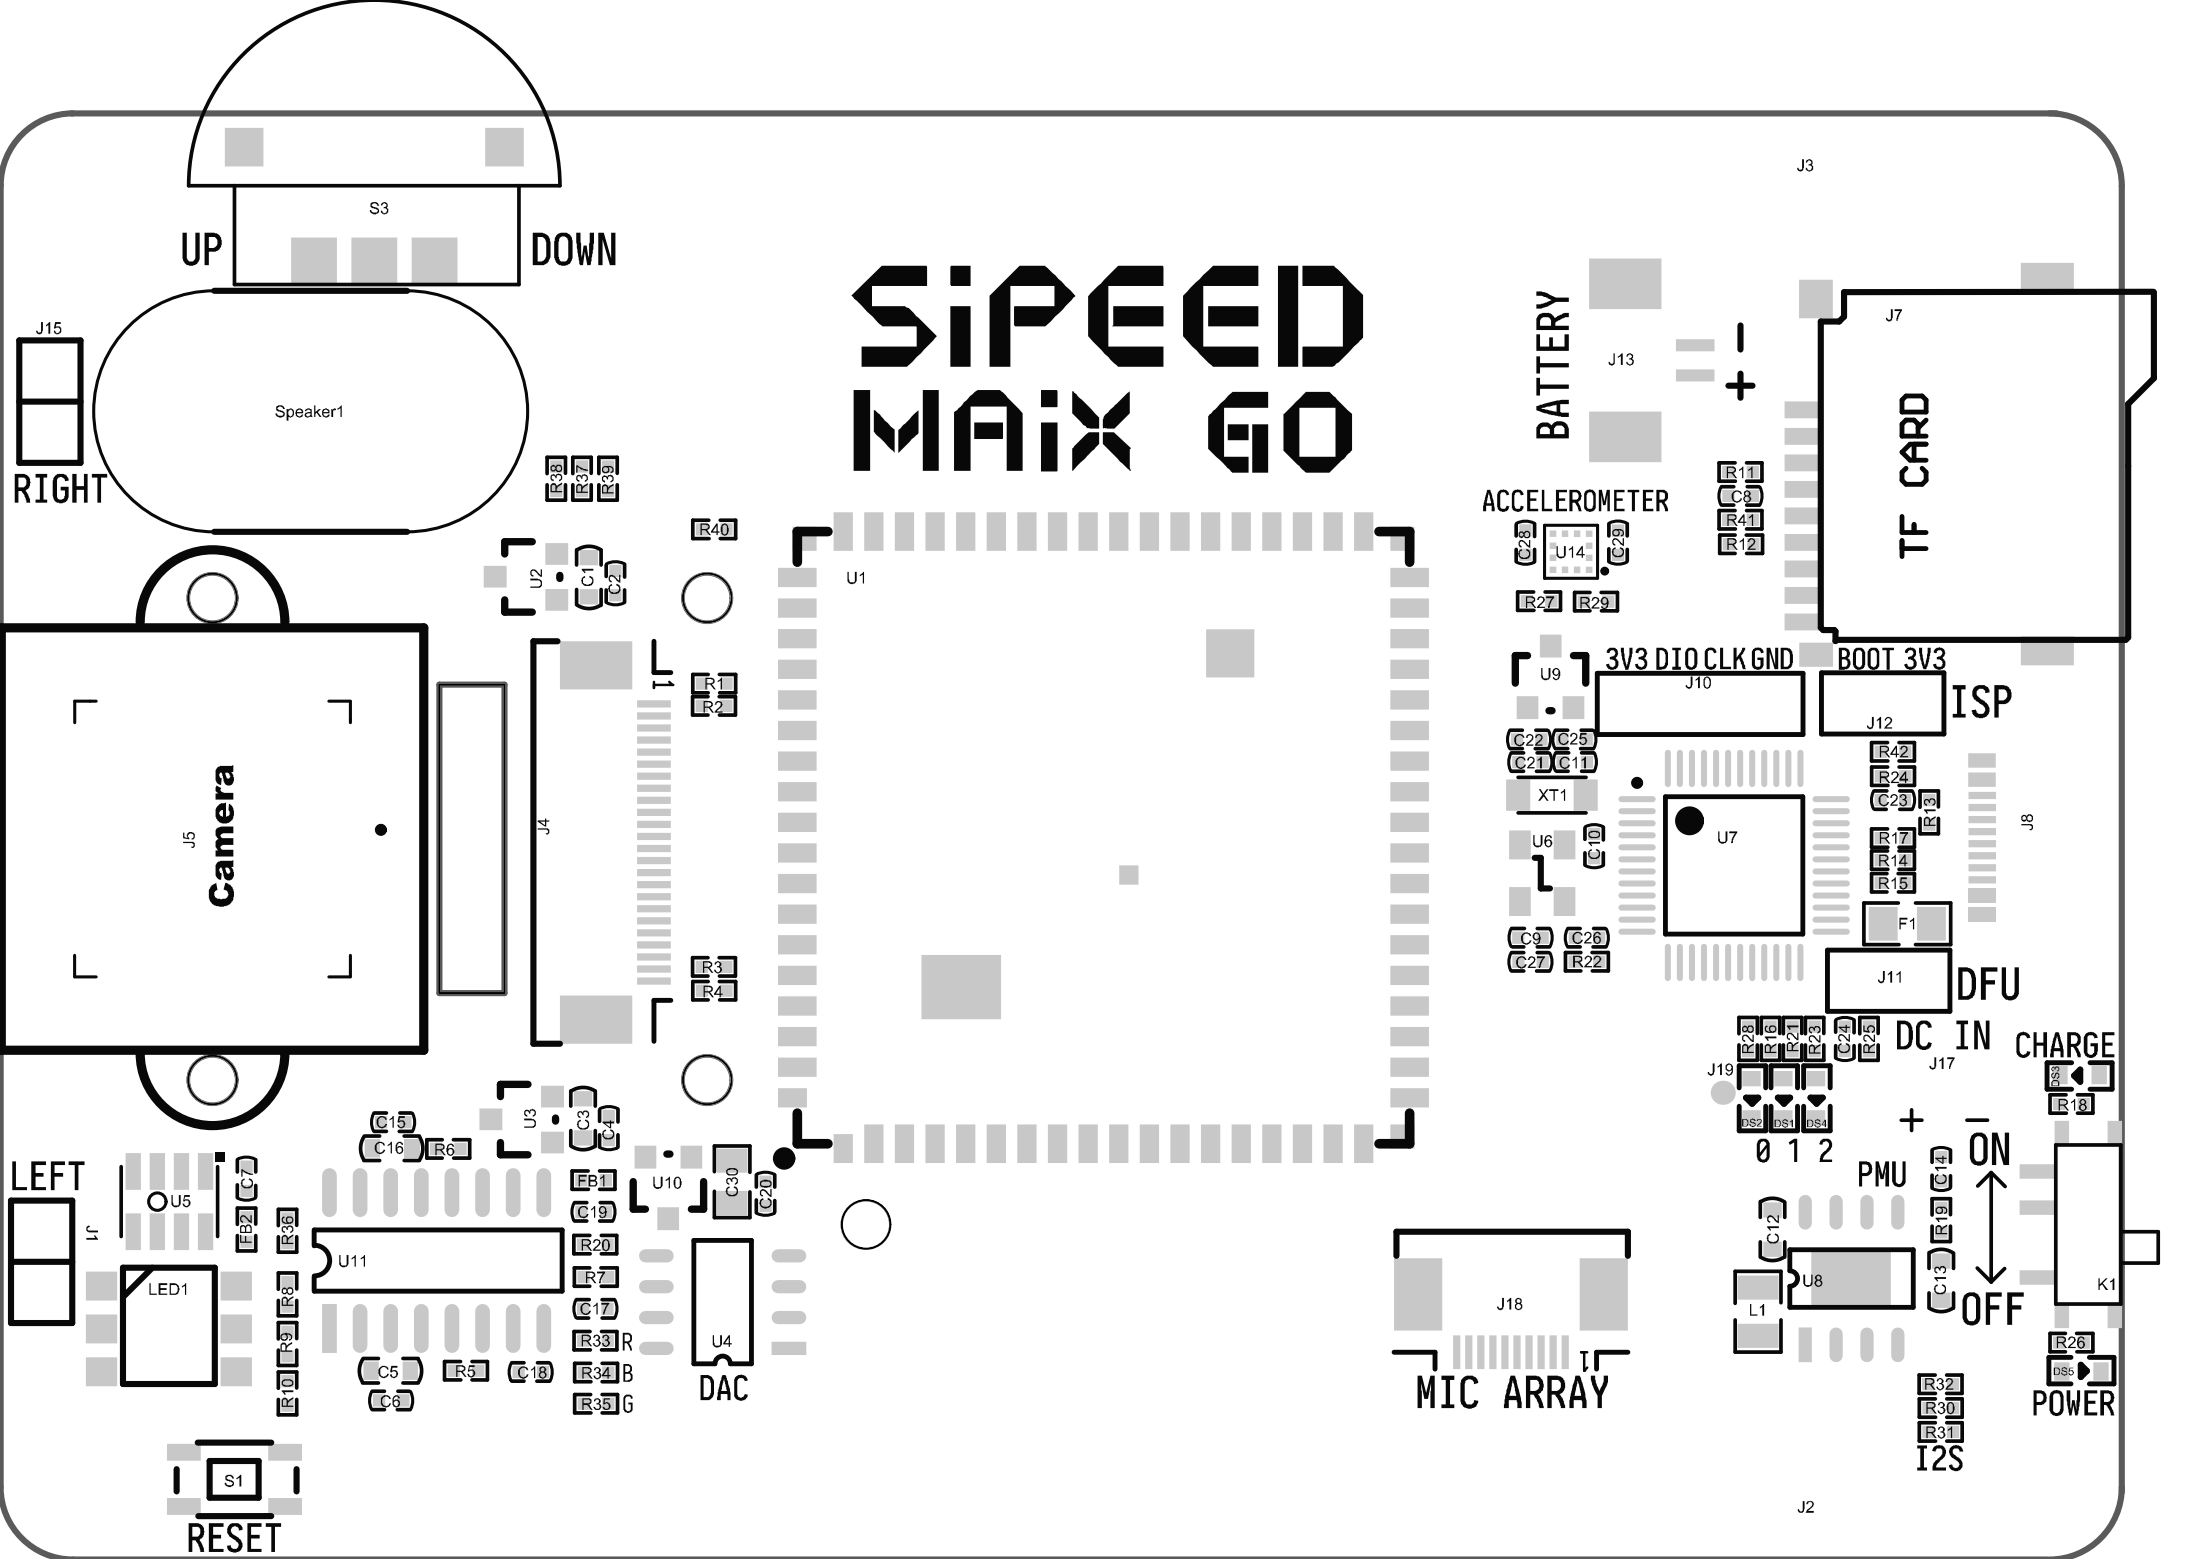 J3
S3
UP
DOWN
SiPEED
MAiX GO
J15
Speaker1
RIGHT
BATTERY
J13
-
+
J7
TF CARD
R38
R37
R39
R40
R11
C8
R41
R12
ACCELEROMETER
C28
U14
C29
R27
R29
U2
C1
C2
U1
3V3 DIO CLK GND
BOOT 3V3
U9
J10
J12
ISP
1
R1
R2
C22
C25
C21
C11
XT1
U6
C10
U7
R42
R24
C23
R13
R17
R14
R15
J8
F1
J5
Camera
J4
R3
R4
C9
C26
C27
R22
J11
DFU
DC IN
J17
R28
R16
R21
R23
C24
R25
J19
DS2
DS1
DS4
0 1 2
CHARGE
DS3
R18
+ -
ON
OFF
PMU
C14
R19
C12
C13
U8
L1
K1
R26
DS5
POWER
R32
R30
R31
I2S
J2
U3
C3
C4
C15
C16
R6
LEFT
J1
U5
C7
FB2
R36
U11
FB1
C19
R20
R7
C17
R33 R
R34 B
R35 G
U10
C30
C20
U4
DAC
LED1
R8
R9
R10
C5
R5
C18
C6
J18
1
MIC ARRAY
S1
RESET